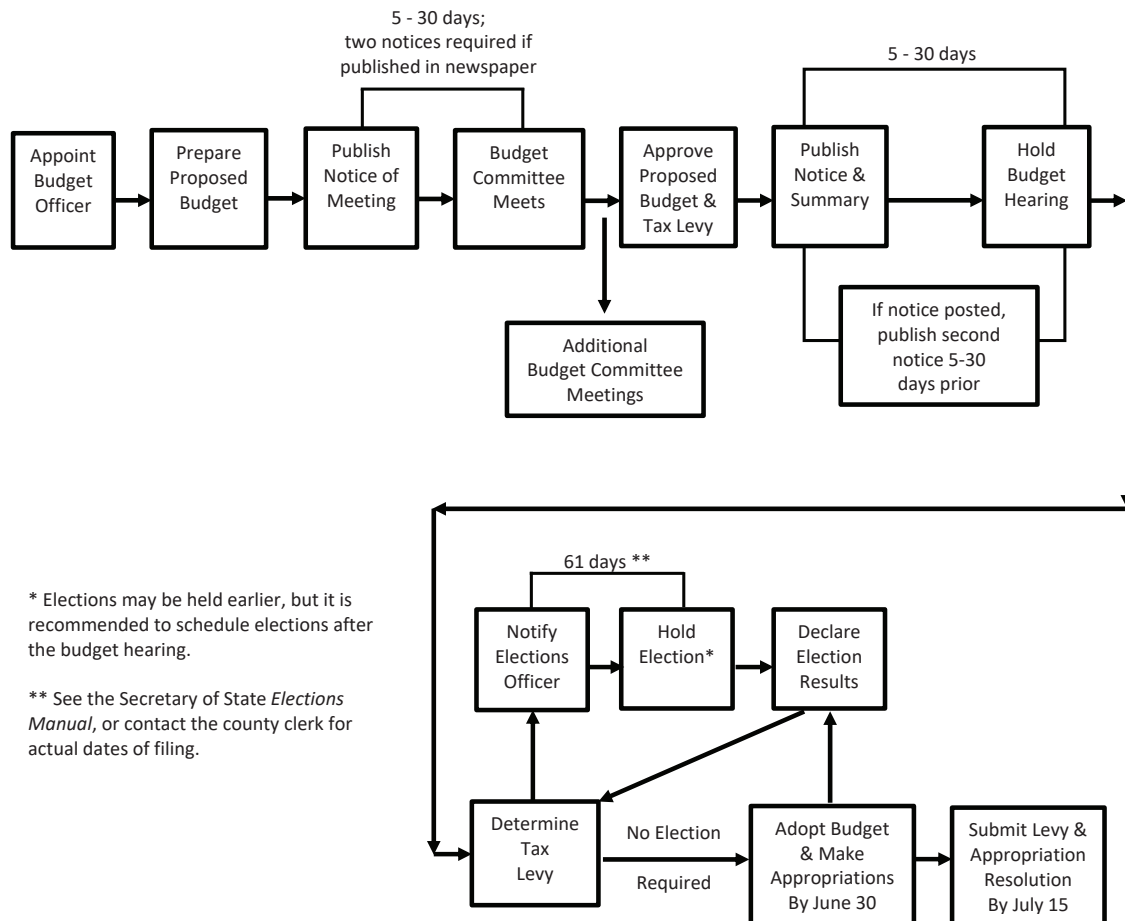 5 - 30 days;
two notices required if
published in newspaper
5 - 30 days
Appoint
Budget
Officer
Prepare
Proposed
Budget
Publish
Notice of
Meeting
Budget
Committee
Meets
Approve
Proposed
Budget &
Tax Levy
Publish
Notice &
Summary
Hold
Budget
Hearing
Additional
Budget Committee
Meetings
If notice posted,
publish second
notice 5-30
days prior
* Elections may be held earlier, but it is
recommended to schedule elections after
the budget hearing.
** See the Secretary of State Elections
Manual, or contact the county clerk for
actual dates of filing.
61 days **
Notify
Elections
Officer
Hold
Election*
Declare
Election
Results
Determine
Tax
Levy
No Election
Required
Adopt Budget
& Make
Appropriations
By June 30
Submit Levy &
Appropriation
Resolution
By July 15